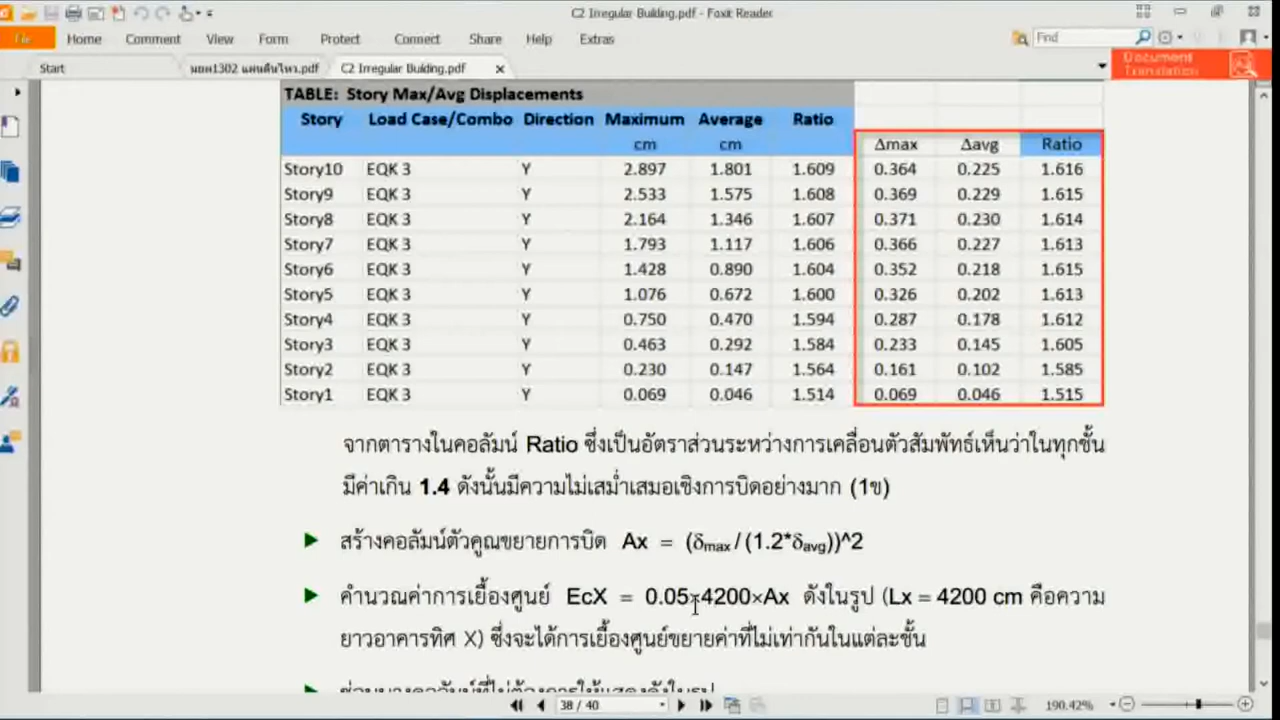 C2 Irregular Building.pdf - Foxit Reader
File Home Comment View Form Protect Connect Share Help Extras Find
Start มยผ1302 แผ่นดินไหว.pdf C2 Irregular Building.pdf Document Translation
TABLE: Story Max/Avg Displacements
Story Load Case/Combo Direction Maximum Average Ratio
cm cm Δmax Δavg Ratio
Story10 EQK 3 Y 2.897 1.801 1.609 0.364 0.225 1.616
Story9 EQK 3 Y 2.533 1.575 1.608 0.369 0.229 1.615
Story8 EQK 3 Y 2.164 1.346 1.607 0.371 0.230 1.614
Story7 EQK 3 Y 1.793 1.117 1.606 0.366 0.227 1.613
Story6 EQK 3 Y 1.428 0.890 1.604 0.352 0.218 1.615
Story5 EQK 3 Y 1.076 0.672 1.600 0.326 0.202 1.613
Story4 EQK 3 Y 0.750 0.470 1.594 0.287 0.178 1.612
Story3 EQK 3 Y 0.463 0.292 1.584 0.233 0.145 1.605
Story2 EQK 3 Y 0.230 0.147 1.564 0.161 0.102 1.585
Story1 EQK 3 Y 0.069 0.046 1.514 0.069 0.046 1.515
จากตารางในคอลัมน์ Ratio ซึ่งเป็นอัตราส่วนระหว่างการเคลื่อนตัวสัมพัทธ์เห็นว่าในทุกชั้น
มีค่าเกิน 1.4 ดังนั้นมีความไม่เสม่ำเสมอเชิงการบิดอย่างมาก (1ข)
สร้างคอลัมน์ตัวคูณขยายการบิด Ax = (δmax/(1.2*δavg))^2
คำนวณค่าการเยื้องศูนย์ EcX = 0.05×4200×Ax ดังในรูป (Lx = 4200 cm คือความ
ยาวอาคารทิศ X) ซึ่งจะได้การเยื้องศูนย์ขยายค่าที่ไม่เท่ากันในแต่ละชั้น
38 / 40 190.42%